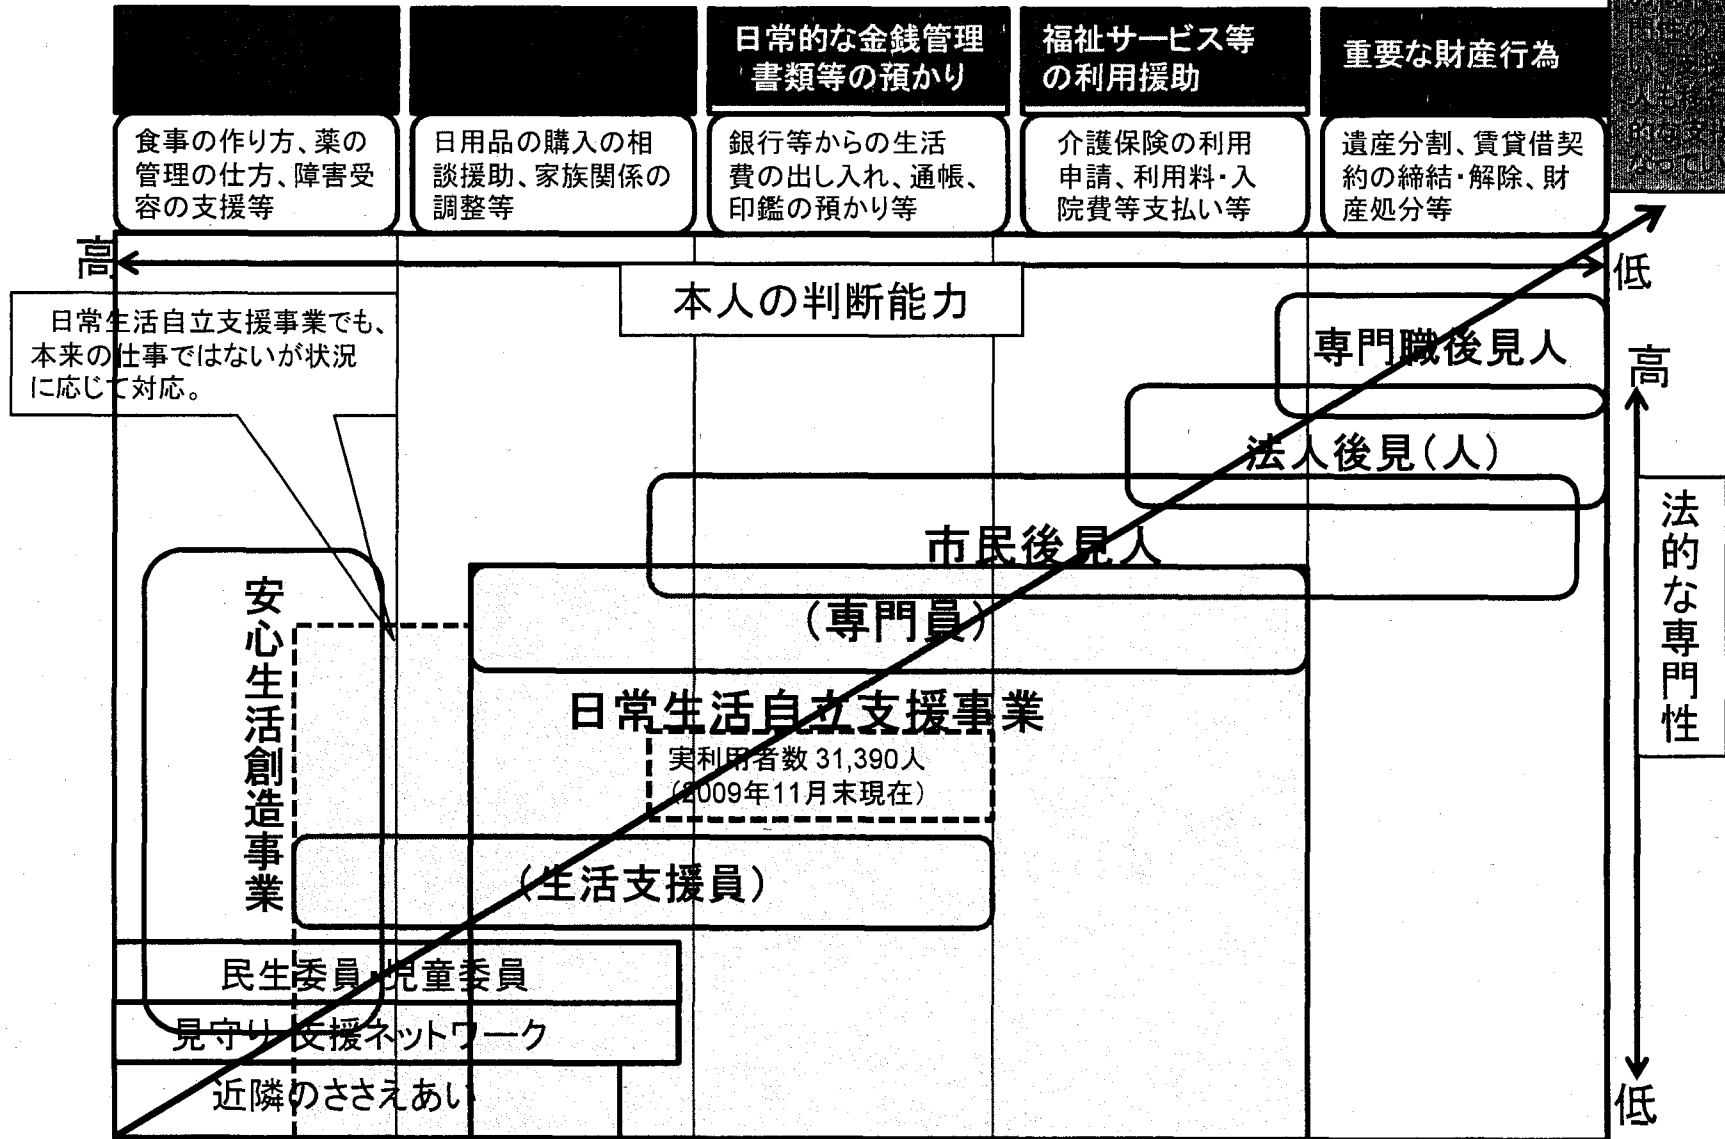 日常的な金銭管理
書類等の預かり
福祉サービス等
の利用援助
重要な財産行為
食事の作り方、薬の
管理の仕方、障害受
容の支援等
日用品の購入の相
談援助、家族関係の
調整等
銀行等からの生活
費の出し入れ、通帳、
印鑑の預かり等
介護保険の利用
申請、利用料・入
院費等支払い等
遺産分割、賃貸借契
約の締結・解除、財
産処分等
高
低
本人の判断能力
日常生活自立支援事業でも、
本来の仕事ではないが状況
に応じて対応。
専門職後見人
高
法人後見(人)
法的な専門性
市民後見人
安心生活創造事業
(専門員)
日常生活自立支援事業
実利用者数 31,390人
(2009年11月末現在)
(生活支援員)
民生委員・児童委員
見守り 支援ネットワーク
近隣のささえあい
低